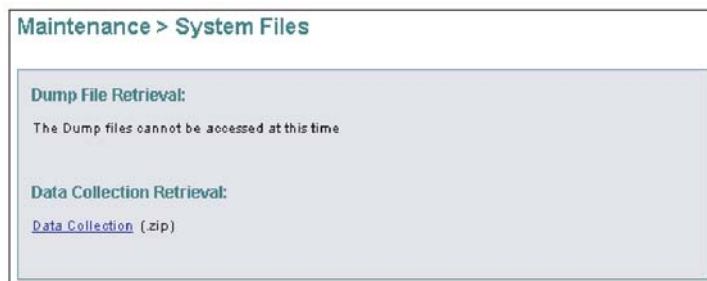 Maintenance > System Files
Dump File Retrieval:
The Dump files cannot be accessed at this time
Data Collection Retrieval:
Data Collection (.zip)